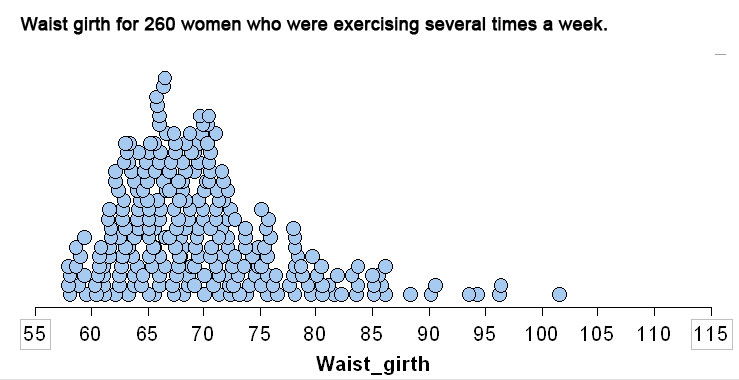 Waist girth for 260 women who were exercising several times a week.
55 60 65 70 75 80 85 90 95 100 105 110 115
Waist_girth